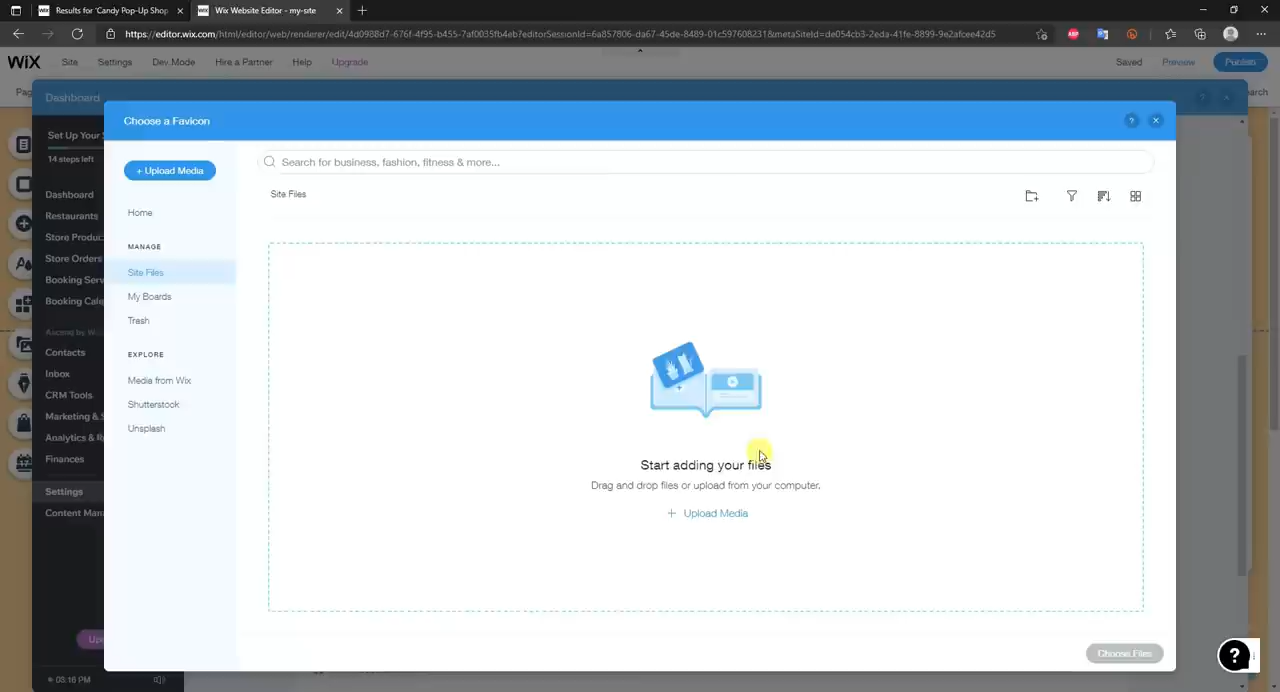 Results for 'Candy Pop-Up Shop
Wix Website Editor - my-site
https://editor.wix.com/html/editor/web/renderer/edit/4d0988d7-676f-4f95-b455-7af0035fb4eb?editorSessionId=6a857806-da67-45de-8489-01c597608231&metaSiteId=de054cb3-2eda-41fe-8899-9e2afcee42d5
WiX Site Settings Dev Mode Hire a Partner Help Upgrade Saved Preview Publish
Dashboard
Choose a Favicon
Set Up Your
14 steps left
Dashboard
Restaurants
Store Produc
Store Orders
Booking Serv
Booking Cale
Contacts
Inbox
CRM Tools
Marketing & S
Analytics & R
Finances
Settings
Content Man
03:16 PM
+ Upload Media
Home
MANAGE
Site Files
My Boards
Trash
EXPLORE
Media from Wix
Shutterstock
Unsplash
Search for business, fashion, fitness & more...
Site Files
Start adding your files
Drag and drop files or upload from your computer.
+ Upload Media
Choose Files